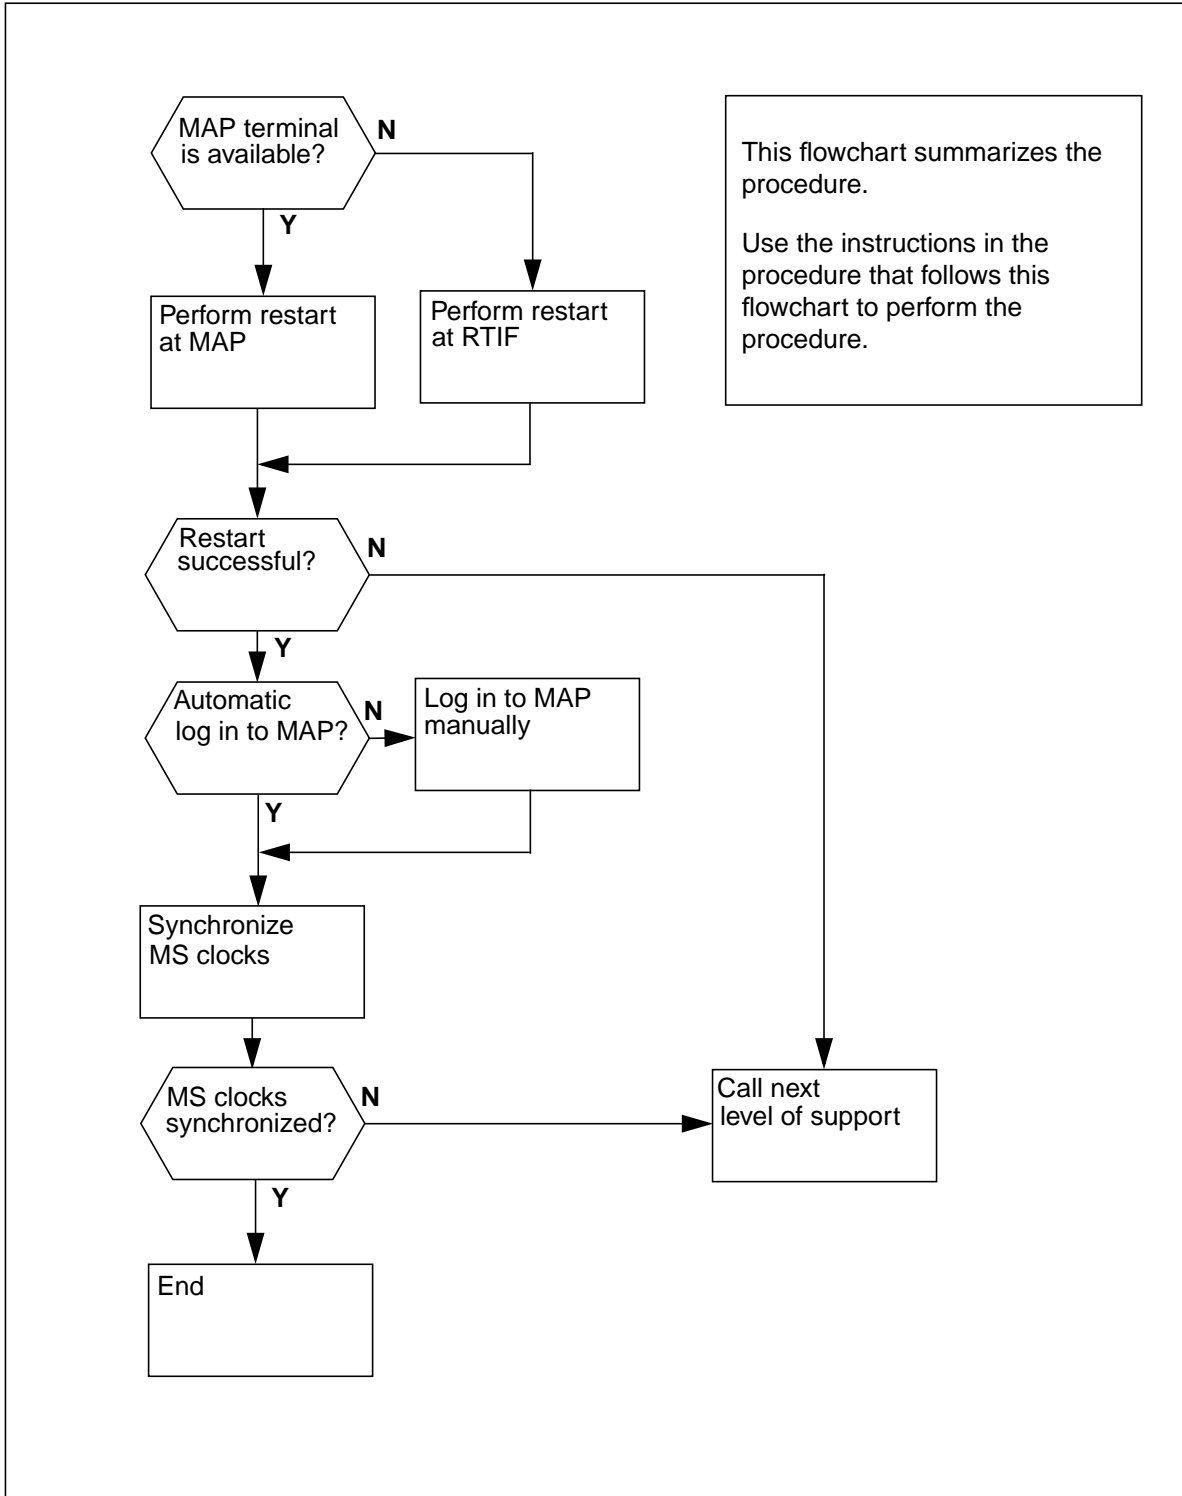 MAP terminal
is available?
N
Y
This flowchart summarizes the
procedure.
Use the instructions in the
procedure that follows this
flowchart to perform the
procedure.
Perform restart
at MAP
Perform restart
at RTIF
Restart
successful?
N
Y
Automatic
log in to MAP?
N
Y
Log in to MAP
manually
Synchronize
MS clocks
MS clocks
synchronized?
N
Y
Call next
level of support
End